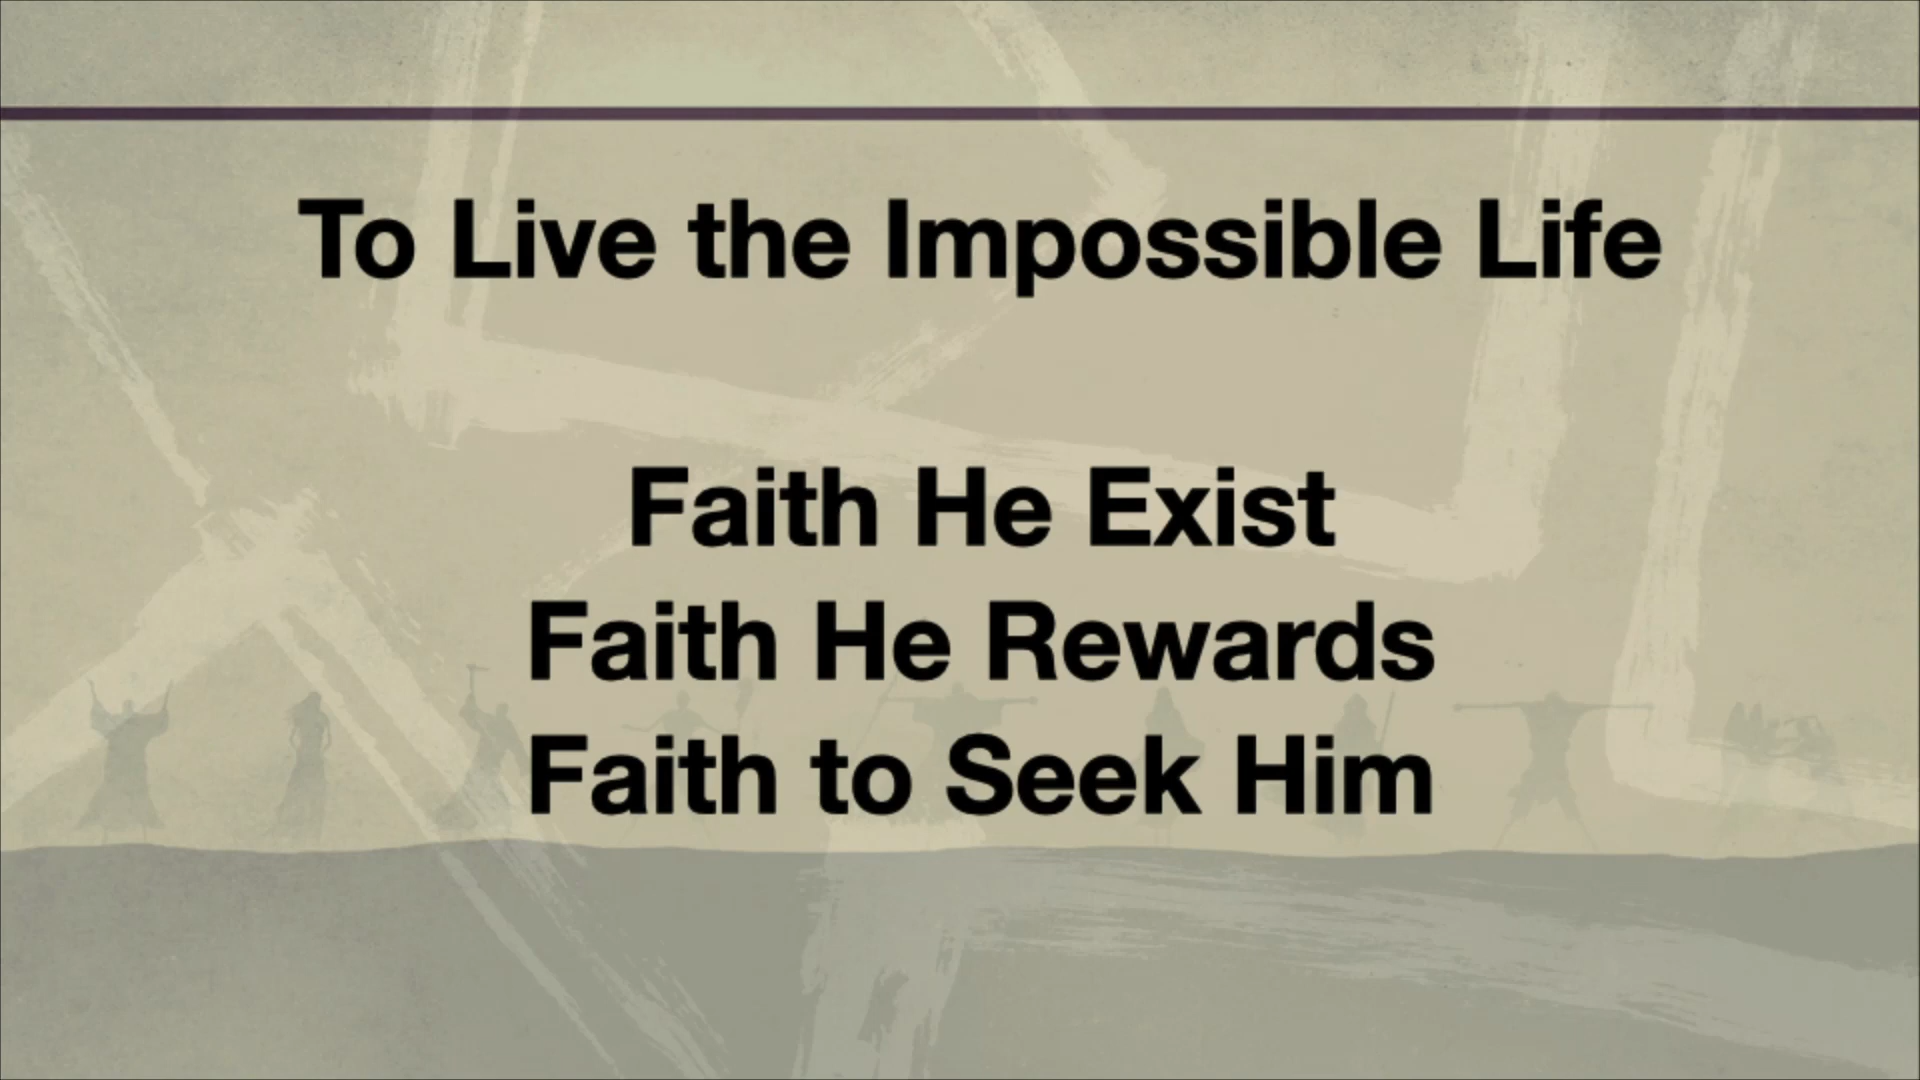 To Live the Impossible Life
Faith He Exist
Faith He Rewards
Faith to Seek Him